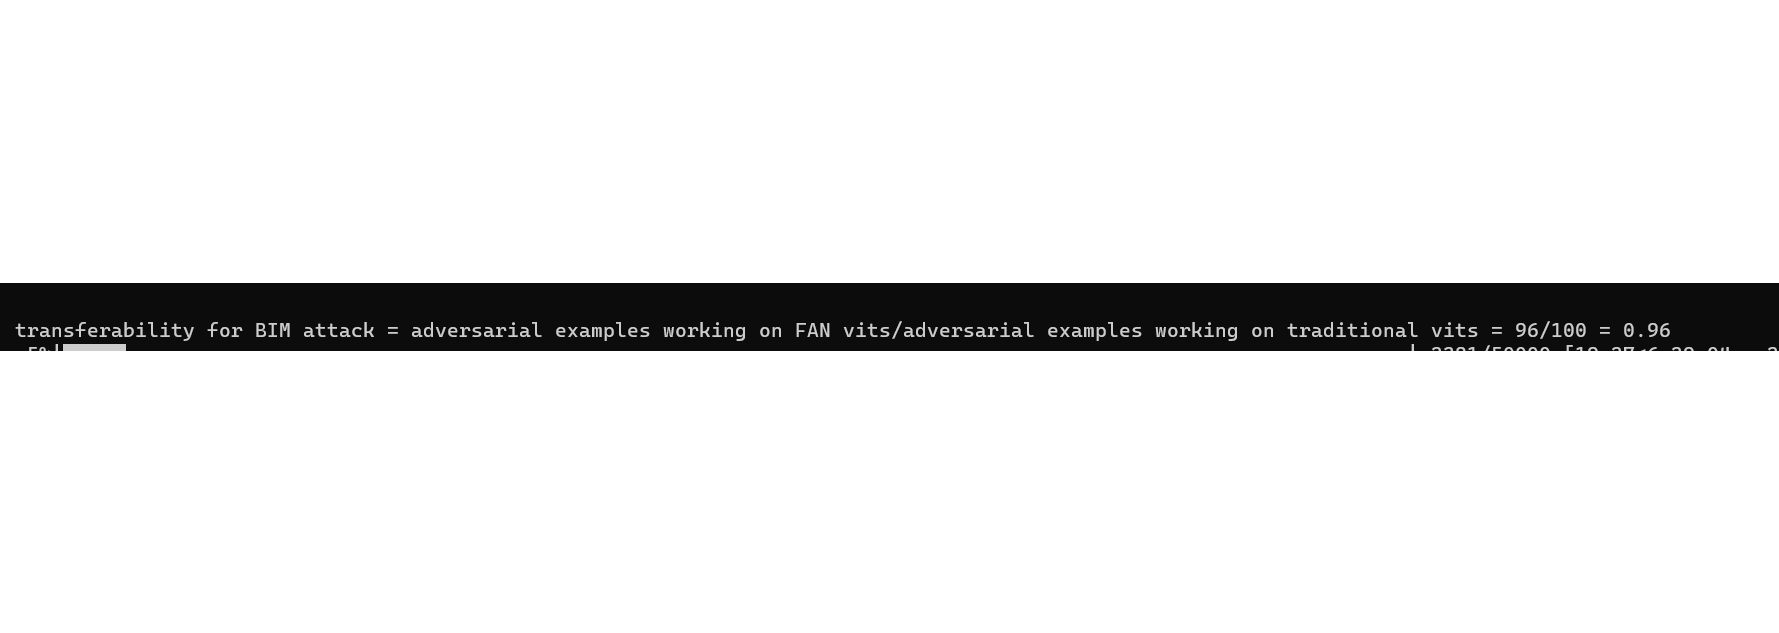 transferability for BIM attack = adversarial examples working on FAN vits/adversarial examples working on traditional vits = 96/100 = 0.96